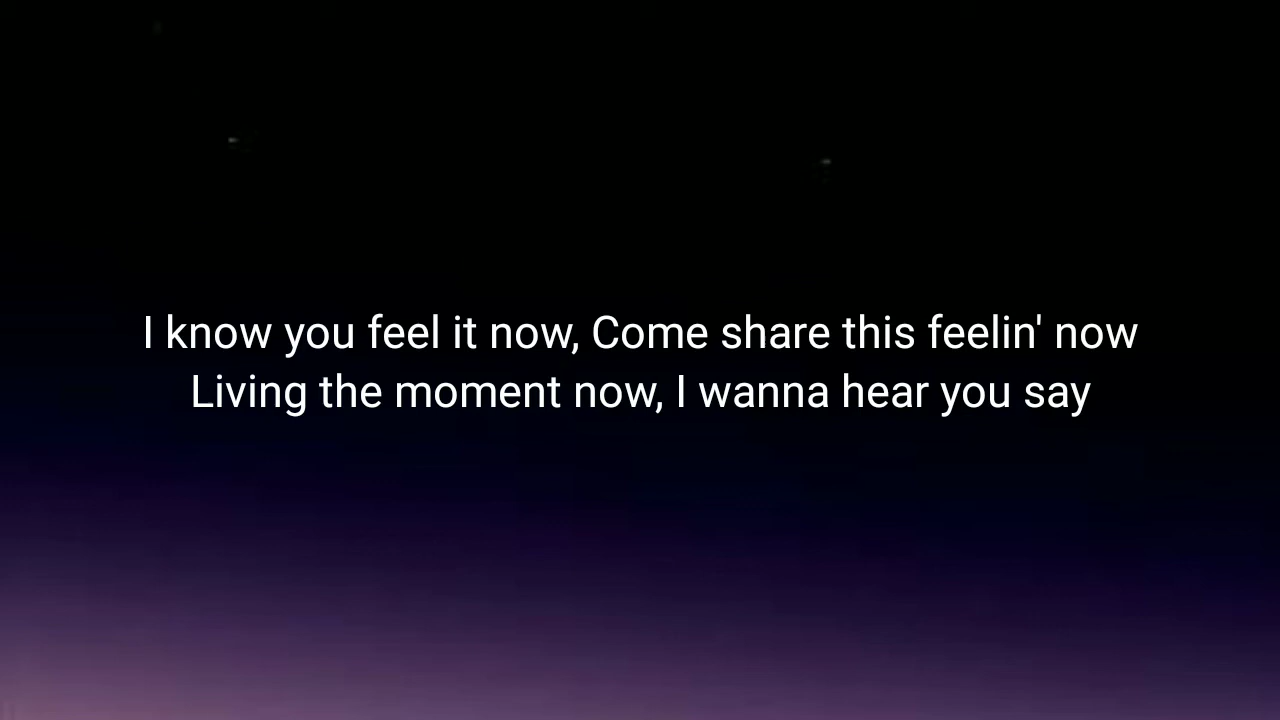 I know you feel it now, Come share this feelin' now
Living the moment now, I wanna hear you say